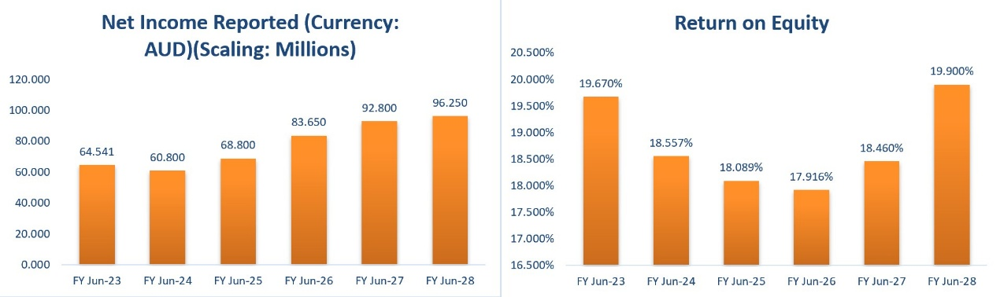 Net Income Reported (Currency:
AUD)(Scaling: Millions)
120.000
100.000
80.000
60.000
40.000
20.000
0.000
64.541
60.800
68.800
83.650
92.800
96.250
FY Jun-23
FY Jun-24
FY Jun-25
FY Jun-26
FY Jun-27
FY Jun-28
Return on Equity
20.500%
20.000%
19.500%
19.000%
18.500%
18.000%
17.500%
17.000%
16.500%
19.670%
18.557%
18.089%
17.916%
18.460%
19.900%
FY Jun-23
FY Jun-24
FY Jun-25
FY Jun-26
FY Jun-27
FY Jun-28